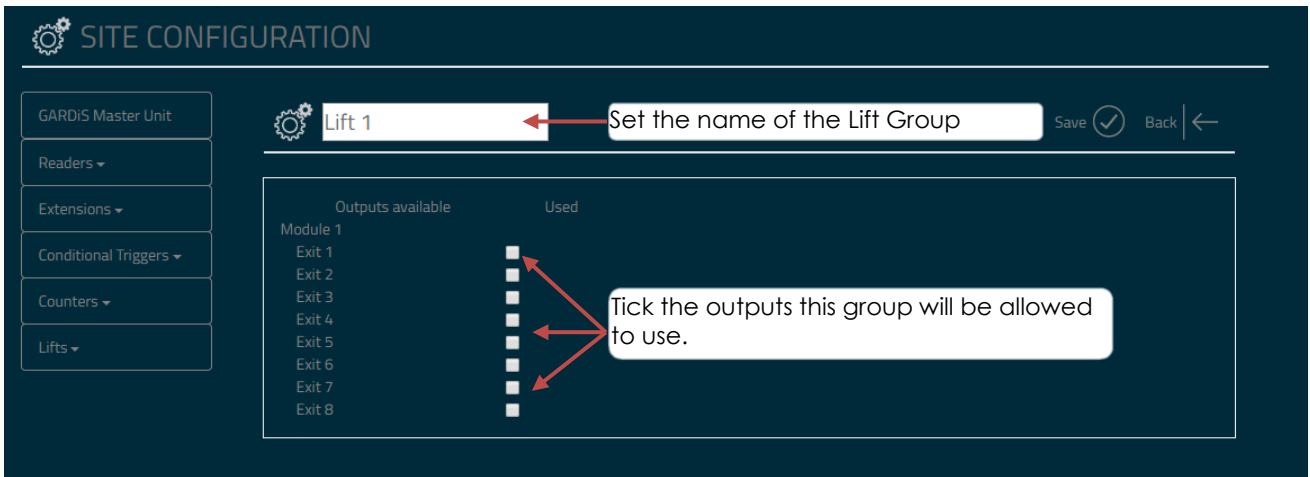 SITE CONFIGURATION
GARDiS Master Unit
Readers
Extensions
Conditional Triggers
Counters
Lifts
Lift 1
Set the name of the Lift Group
Save
Back
Outputs available Used
Module 1
Exit 1
Exit 2
Exit 3
Exit 4
Exit 5
Exit 6
Exit 7
Exit 8
Tick the outputs this group will be allowed
to use.